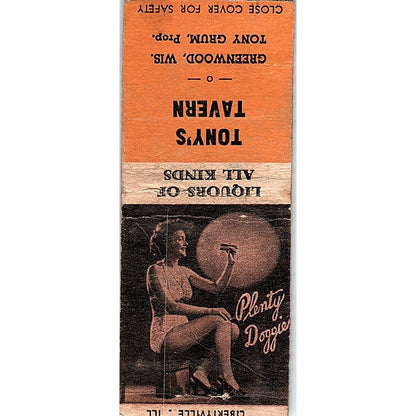 LIQUORS OF
ALL KINDS
TONY'S
TAVERN
— o —
GREENWOOD, WIS.
TONY GRUM, Prop.
CLOSE COVER FOR SAFETY
Plenty
Doggie
LIBERTYVILLE . ILL